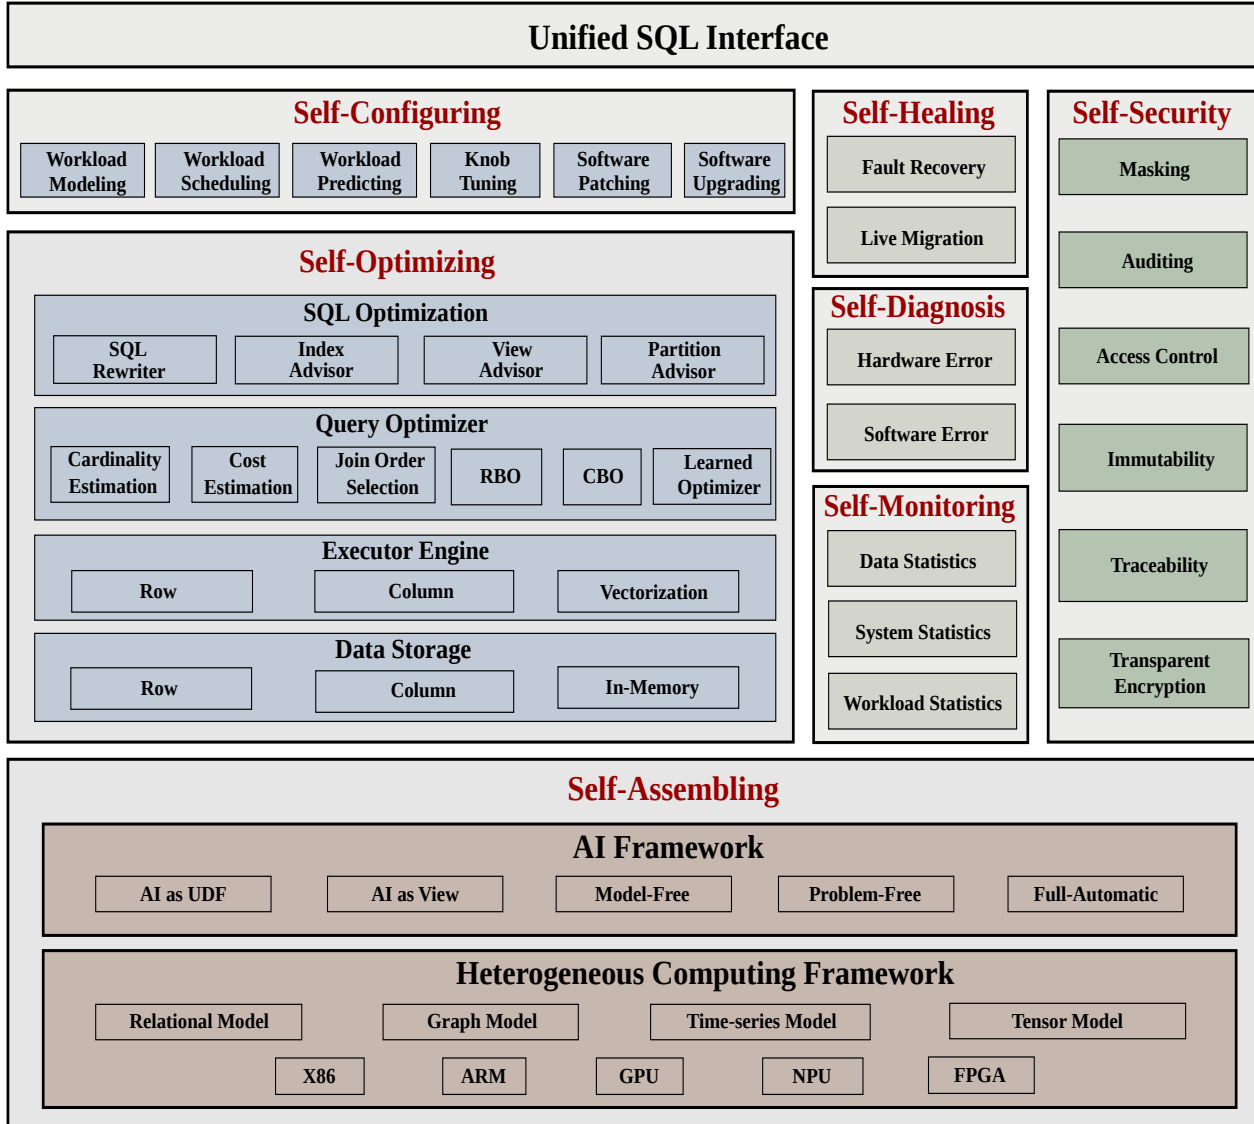 Unified SQL Interface
Self-Configuring
Workload
Modeling
Workload
Scheduling
Workload
Predicting
Knob
Tuning
Software
Patching
Software
Upgrading
Self-Optimizing
SQL Optimization
SQL
Rewriter
Index
Advisor
View
Advisor
Partition
Advisor
Query Optimizer
Cardinality
Estimation
Cost
Estimation
Join Order
Selection
RBO
CBO
Learned
Optimizer
Executor Engine
Row
Column
Vectorization
Data Storage
Row
Column
In-Memory
Self-Healing
Fault Recovery
Live Migration
Self-Diagnosis
Hardware Error
Software Error
Self-Monitoring
Data Statistics
System Statistics
Workload Statistics
Self-Security
Masking
Auditing
Access Control
Immutability
Traceability
Transparent
Encryption
Self-Assembling
AI Framework
AI as UDF
AI as View
Model-Free
Problem-Free
Full-Automatic
Heterogeneous Computing Framework
Relational Model
Graph Model
Time-series Model
Tensor Model
X86
ARM
GPU
NPU
FPGA